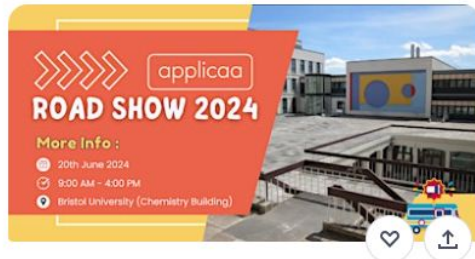 applicaa
ROAD SHOW 2024
More Info :
20th June 2024
9:00 AM - 4:00 PM
Bristol University (Chemistry Building)